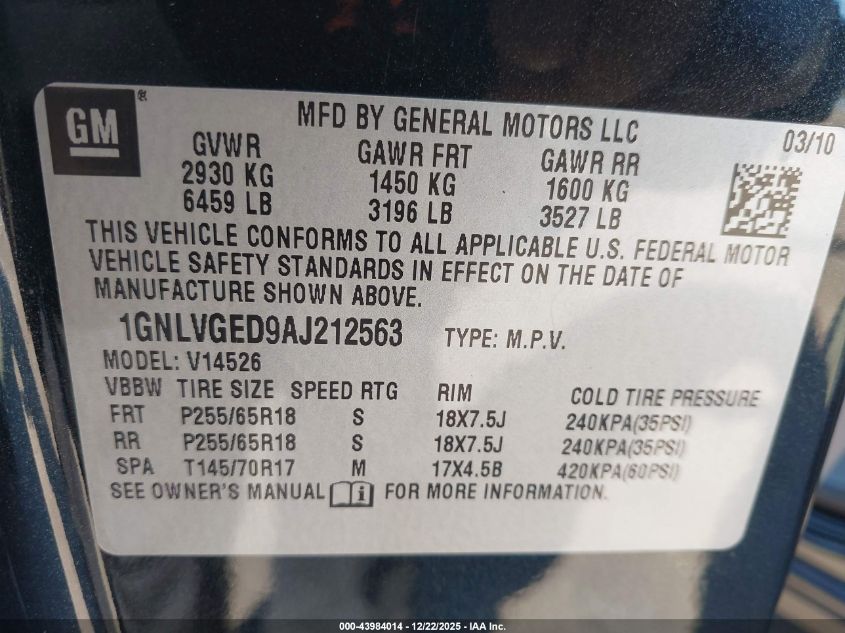 GM®
MFD BY GENERAL MOTORS LLC
03/10
GVWR GAWR FRT GAWR RR
2930 KG 1450 KG 1600 KG
6459 LB 3196 LB 3527 LB
THIS VEHICLE CONFORMS TO ALL APPLICABLE U.S. FEDERAL MOTOR
VEHICLE SAFETY STANDARDS IN EFFECT ON THE DATE OF
MANUFACTURE SHOWN ABOVE.
1GNLVGED9AJ212563 TYPE: M.P.V.
MODEL: V14526
VBBW TIRE SIZE SPEED RTG RIM COLD TIRE PRESSURE
FRT P255/65R18 S 18X7.5J 240KPA(35PSI)
RR P255/65R18 S 18X7.5J 240KPA(35PSI)
SPA T145/70R17 M 17X4.5B 420KPA(60PSI)
SEE OWNER'S MANUAL i FOR MORE INFORMATION.
000-43984014 - 12/22/2025 - IAA Inc.